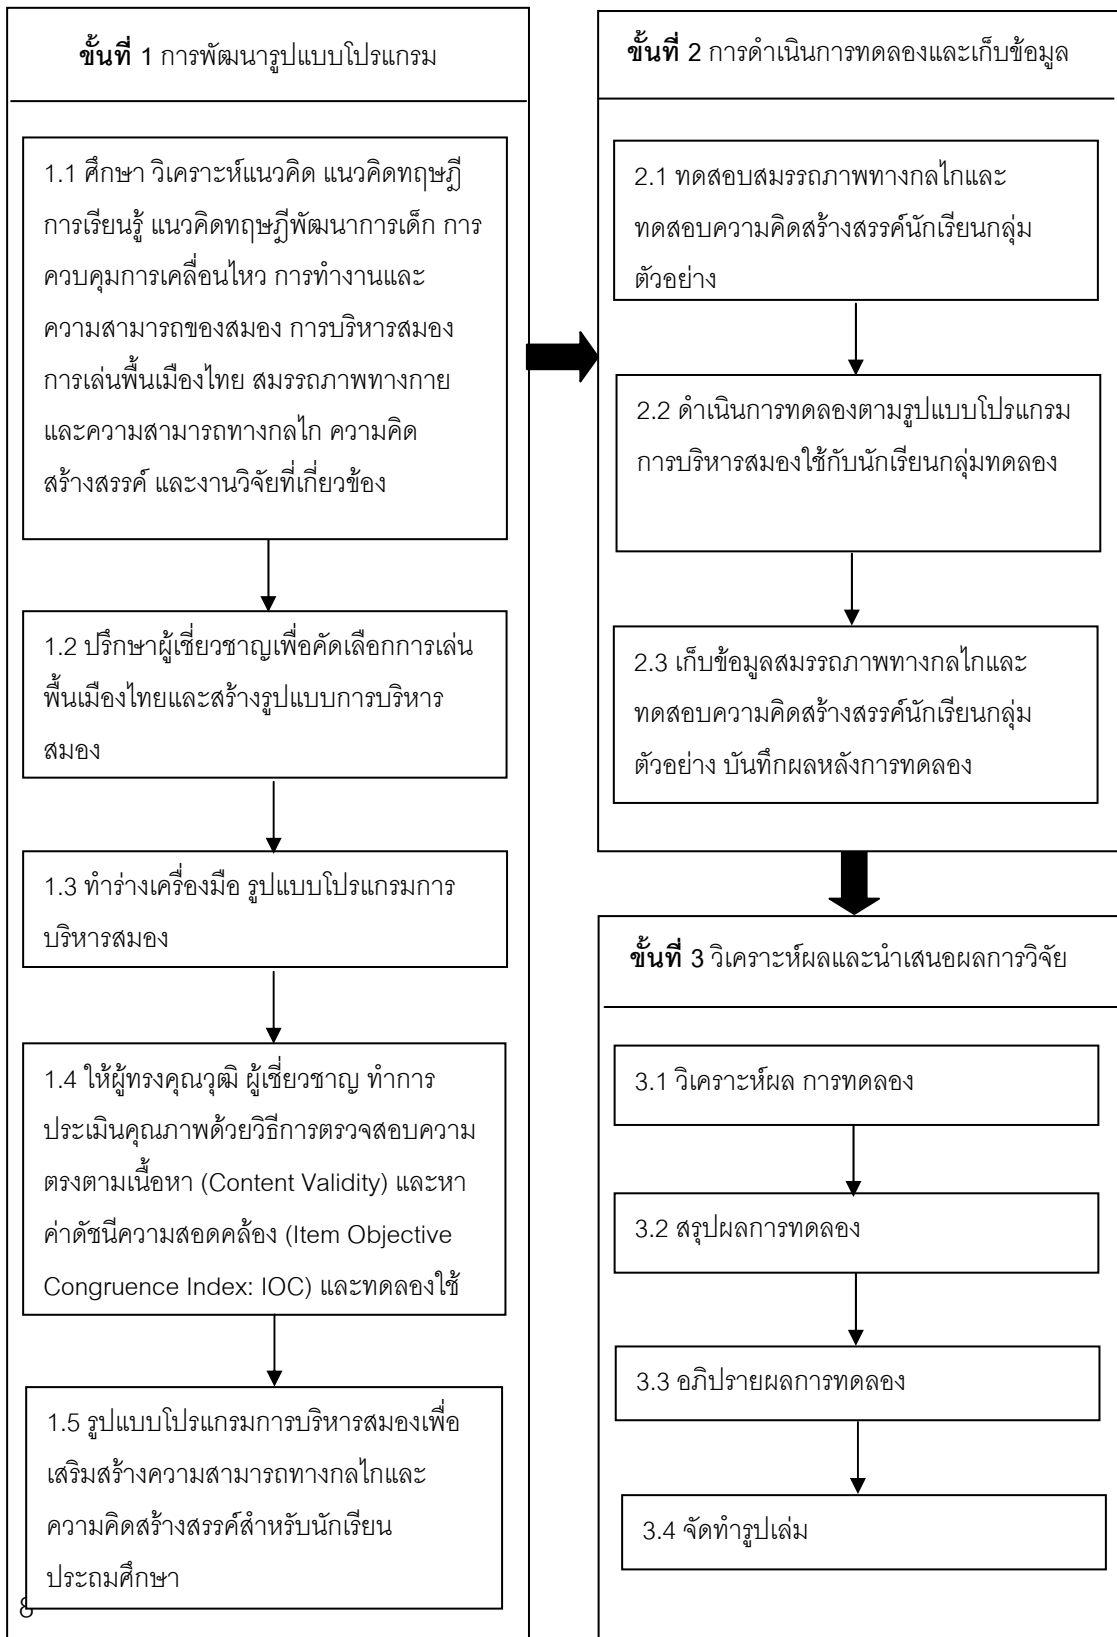 ขั้นที่ 1 การพัฒนารูปแบบโปรแกรม
1.1 ศึกษา วิเคราะห์แนวคิด แนวคิดทฤษฎี
การเรียนรู้ แนวคิดทฤษฎีพัฒนาการเด็ก การ
ควบคุมการเคลื่อนไหว การทำงานและ
ความสามารถของสมอง การบริหารสมอง
การเล่นพื้นเมืองไทย สมรรถภาพทางกาย
และความสามารถทางกลไก ความคิด
สร้างสรรค์ และงานวิจัยที่เกี่ยวข้อง
1.2 ปรึกษาผู้เชี่ยวชาญเพื่อคัดเลือกการเล่น
พื้นเมืองไทยและสร้างรูปแบบการบริหาร
สมอง
1.3 ทำร่างเครื่องมือ รูปแบบโปรแกรมการ
บริหารสมอง
1.4 ให้ผู้ทรงคุณวุฒิ ผู้เชี่ยวชาญ ทำการ
ประเมินคุณภาพด้วยวิธีการตรวจสอบความ
ตรงตามเนื้อหา (Content Validity) และหา
ค่าดัชนีความสอดคล้อง (Item Objective
Congruence Index: IOC) และทดลองใช้
1.5 รูปแบบโปรแกรมการบริหารสมองเพื่อ
เสริมสร้างความสามารถทางกลไกและ
ความคิดสร้างสรรค์สำหรับนักเรียน
ประถมศึกษา
8
ขั้นที่ 2 การดำเนินการทดลองและเก็บข้อมูล
2.1 ทดสอบสมรรถภาพทางกลไกและ
ทดสอบความคิดสร้างสรรค์นักเรียนกลุ่ม
ตัวอย่าง
2.2 ดำเนินการทดลองตามรูปแบบโปรแกรม
การบริหารสมองใช้กับนักเรียนกลุ่มทดลอง
2.3 เก็บข้อมูลสมรรถภาพทางกลไกและ
ทดสอบความคิดสร้างสรรค์นักเรียนกลุ่ม
ตัวอย่าง บันทึกผลหลังการทดลอง
ขั้นที่ 3 วิเคราะห์ผลและนำเสนอผลการวิจัย
3.1 วิเคราะห์ผล การทดลอง
3.2 สรุปผลการทดลอง
3.3 อภิปรายผลการทดลอง
3.4 จัดทำรูปเล่ม